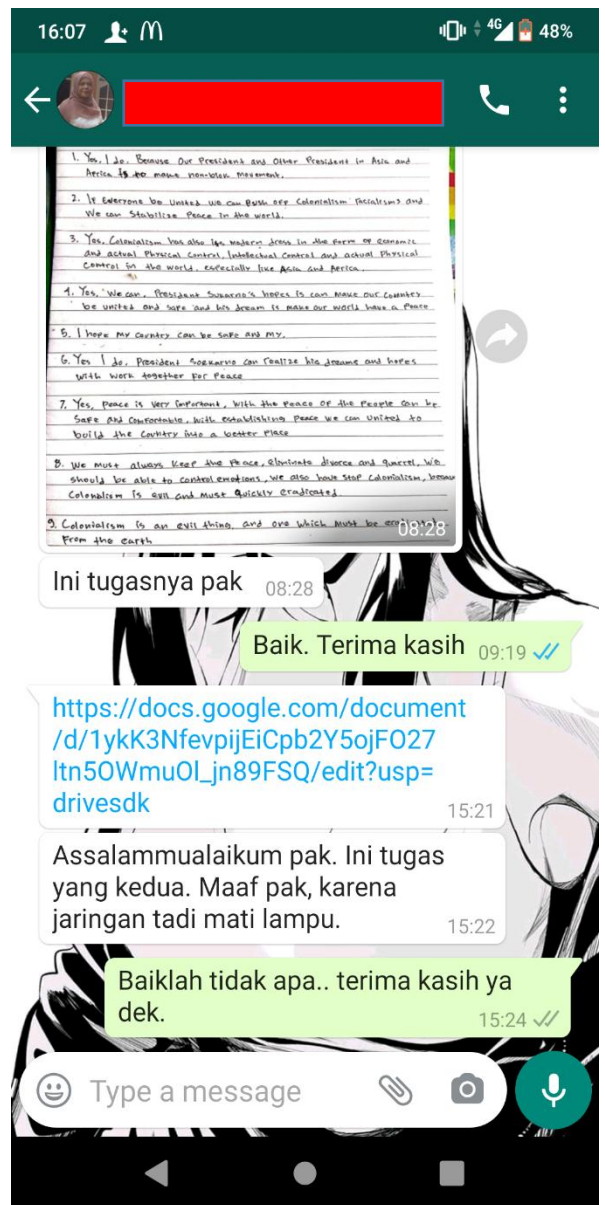 16:07
4G
48%
1. Yes, I do. Because Our President and Other President in Asia and
Africa to make non-blok Movement.
2. If Everyone be United we can Push off Colonialism Facialisms and
We can Stabilise Peace in the world.
3. Yes, Colonialism has also its modern dress in the form of economic
and actual Physical control, Intellectual Control and actual Physical
Control in the world, especially live Asia and Africa.
4. Yes, We can, President Sukarno's hopes is can make our Country
be united and safe and his dream is make our world have a Peace
5. I hope my country can be safe and my.
6. Yes I do, President Soekarno can realize his dreams and hopes
with work together for Peace
7. Yes, peace is very important, with the peace of the people can be
Safe and comfortable, with establishing peace we can united to
build the country into a better place
8. We must always keep the Peace, eliminate divorce and quarrel, we
should be able to control emotions, we also have stop Colonialism,
Colonialism is evil and must quickly eradicated.
9. Colonialism is an evil thing, and one which must be
From the earth
08:28
Ini tugasnya pak 08:28
Baik. Terima kasih 09:19
https://docs.google.com/document
/d/1ykK3NfevpijEiCpb2Y5ojFO27
ltn5OWmuOl_jn89FSQ/edit?usp=
drivesdk
15:21
Assalammualaikum pak. Ini tugas
yang kedua. Maaf pak, karena
jaringan tadi mati lampu. 15:22
Baiklah tidak apa.. terima kasih ya
dek. 15:24
Type a message